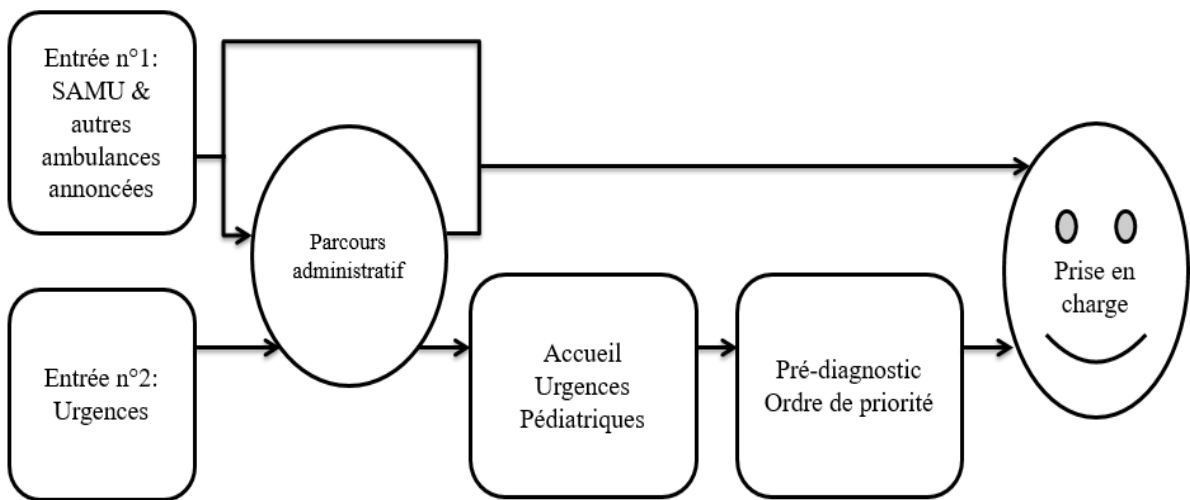 Entrée n°1:
SAMU &
autres
ambulances
annoncées
Parcours
administratif
Prise en
charge
Entrée n°2:
Urgences
Accueil
Urgences
Pédiatriques
Pré-diagnostic
Ordre de priorité